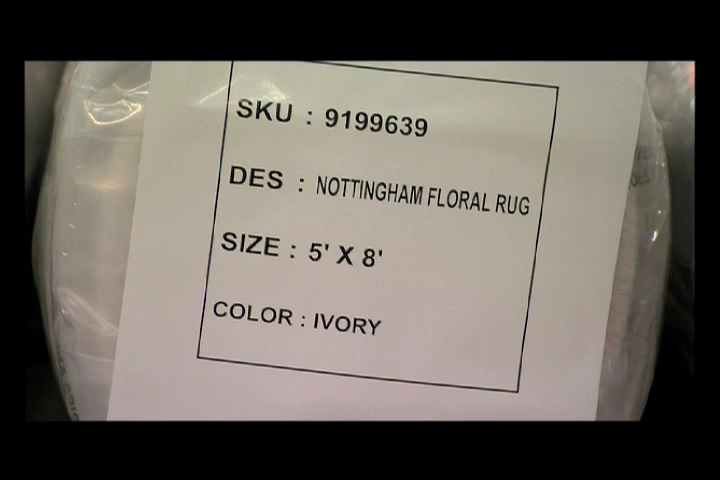 SKU : 9199639
DES : NOTTINGHAM FLORAL RUG
SIZE : 5' X 8'
COLOR : IVORY